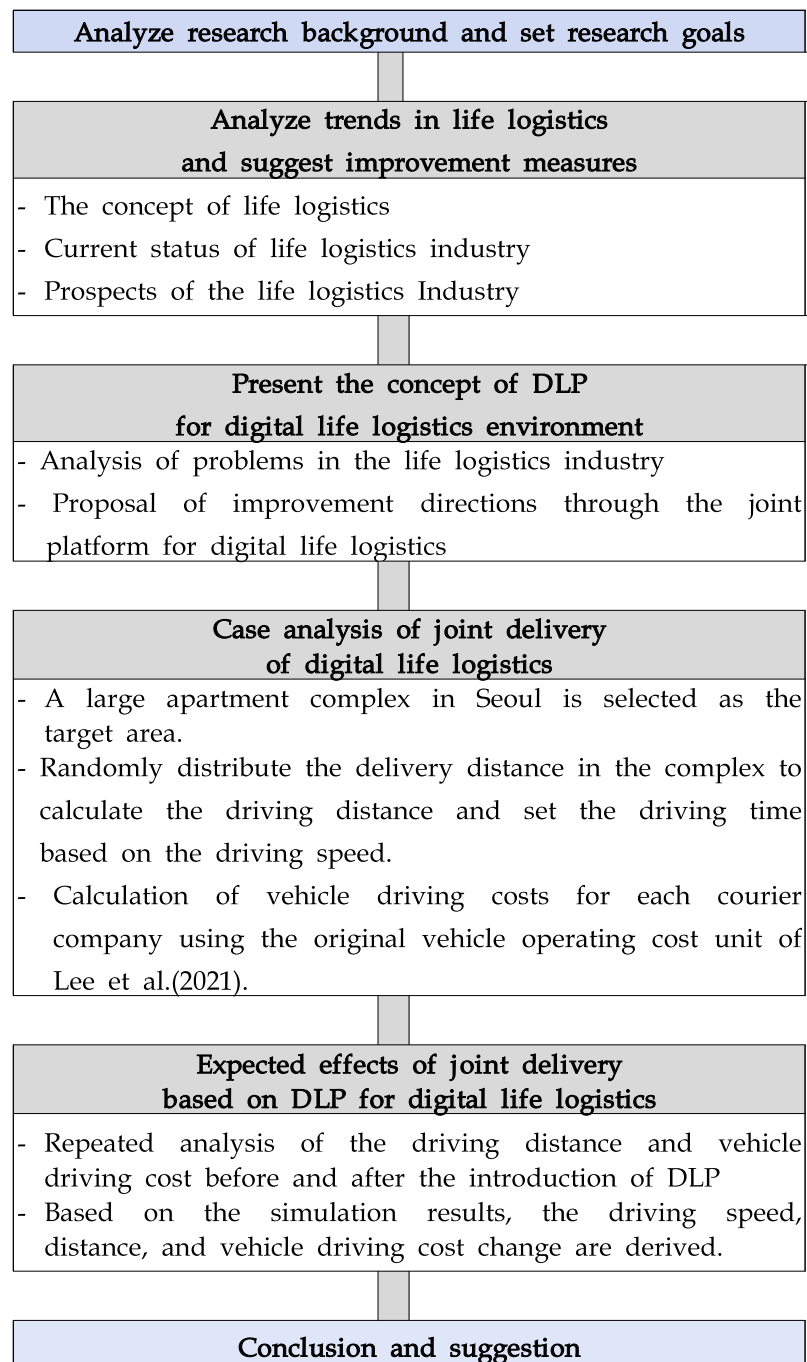 Analyze research background and set research goals
Analyze trends in life logistics
and suggest improvement measures
- The concept of life logistics
- Current status of life logistics industry
- Prospects of the life logistics Industry
Present the concept of DLP
for digital life logistics environment
- Analysis of problems in the life logistics industry
- Proposal of improvement directions through the joint
platform for digital life logistics
Case analysis of joint delivery
of digital life logistics
- A large apartment complex in Seoul is selected as the
target area.
- Randomly distribute the delivery distance in the complex to
calculate the driving distance and set the driving time
based on the driving speed.
- Calculation of vehicle driving costs for each courier
company using the original vehicle operating cost unit of
Lee et al.(2021).
Expected effects of joint delivery
based on DLP for digital life logistics
- Repeated analysis of the driving distance and vehicle
driving cost before and after the introduction of DLP
- Based on the simulation results, the driving speed,
distance, and vehicle driving cost change are derived.
Conclusion and suggestion